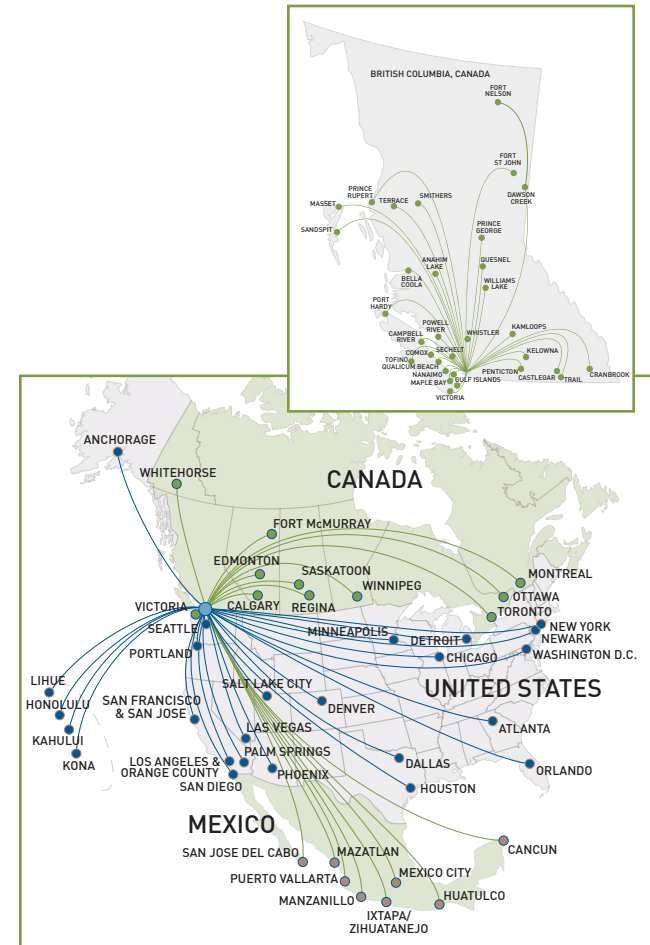 BRITISH COLUMBIA, CANADA
FORT
NELSON
FORT
ST JOHN
DAWSON
CREEK
PRINCE
RUPERT
TERRACE
SMITHERS
MASSET
SANDSPIT
PRINCE
GEORGE
ANAHIM
LAKE
QUESNEL
BELLA
COOLA
WILLIAMS
LAKE
PORT
HARDY
POWELL
RIVER
CAMPBELL
RIVER
WHISTLER
KAMLOOPS
COMOX
SECHELT
KELOWNA
TOFINO
QUALICUM BEACH
NANAIMO
GULF ISLANDS
PENTICTON
CASTLEGAR
TRAIL
CRANBROOK
MAPLE BAY
VICTORIA
ANCHORAGE
WHITEHORSE
CANADA
FORT McMURRAY
EDMONTON
SASKATOON
WINNIPEG
MONTREAL
OTTAWA
VICTORIA
CALGARY
REGINA
TORONTO
SEATTLE
MINNEAPOLIS
DETROIT
NEW YORK
NEWARK
PORTLAND
CHICAGO
WASHINGTON D.C.
LIHUE
HONOLULU
KAHULUI
KONA
SALT LAKE CITY
UNITED STATES
SAN FRANCISCO
& SAN JOSE
DENVER
LAS VEGAS
ATLANTA
PALM SPRINGS
LOS ANGELES &
ORANGE COUNTY
PHOENIX
DALLAS
ORLANDO
SAN DIEGO
HOUSTON
MEXICO
SAN JOSE DEL CABO
MAZATLAN
CANCUN
PUERTO VALLARTA
MEXICO CITY
MANZANILLO
HUATULCO
IXTAPA/
ZIHUATANEJO